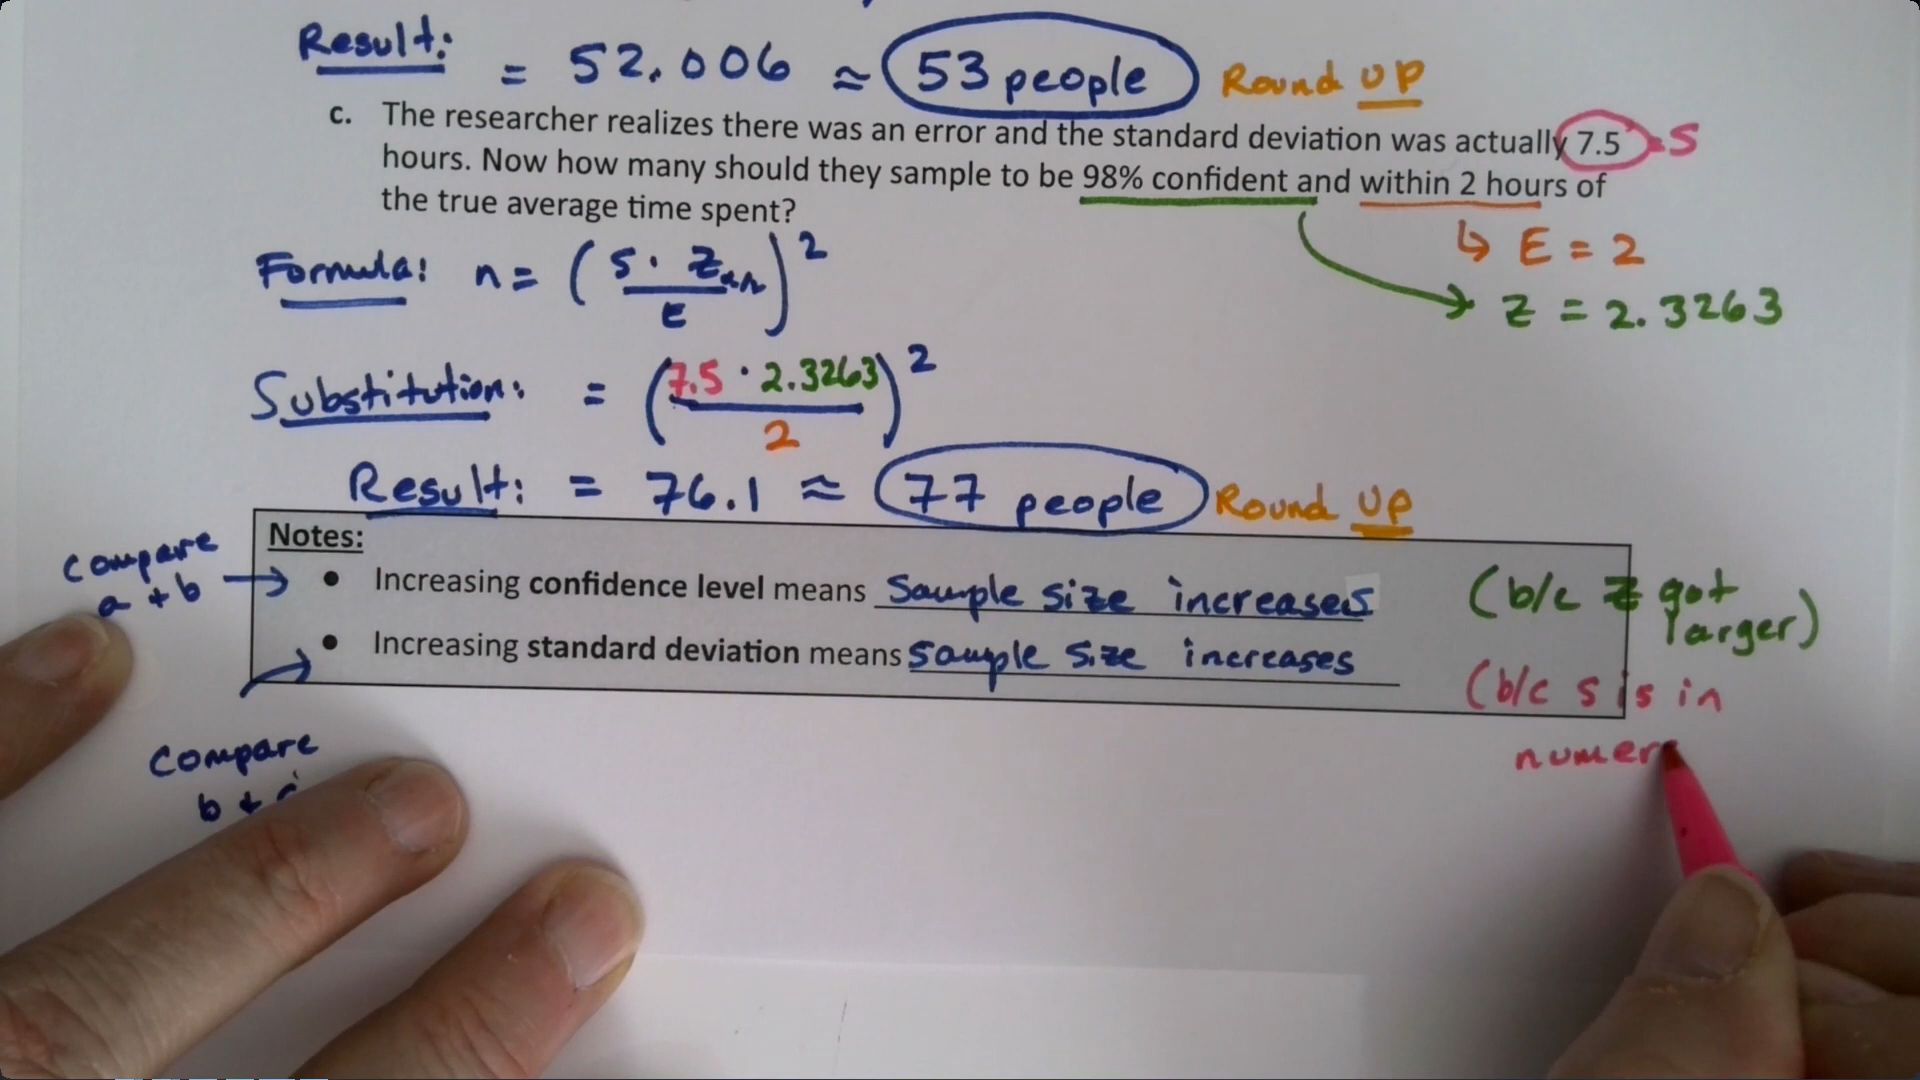 Result: = 52.006 ≈ 53 people Round UP
c. The researcher realizes there was an error and the standard deviation was actually 7.5 = S
hours. Now how many should they sample to be 98% confident and within 2 hours of
the true average time spent?
↳ E = 2
Formula: n = (S · Zα/2 / E)²
Z = 2.3263
Substitution: = (7.5 · 2.3263 / 2)²
Result: = 76.1 ≈ 77 people Round UP
Notes:
compare
a + b →
• Increasing confidence level means Sample size increases (b/c Z got
larger)
• Increasing standard deviation means Sample size increases (b/c s is in
numer
Compare
b + c